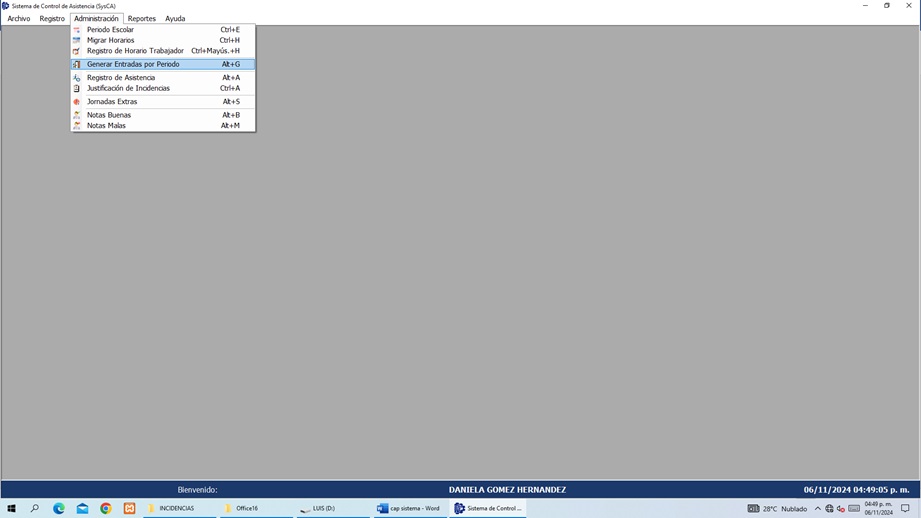 Sistema de Control de Asistencia (SysCA)
Archivo Registro Administración Reportes Ayuda
Periodo Escolar Ctrl+E
Migrar Horarios Ctrl+H
Registro de Horario Trabajador Ctrl+Mayús.+H
Generar Entradas por Periodo Alt+G
Registro de Asistencia Alt+A
Justificación de Incidencias Ctrl+A
Jornadas Extras Alt+S
Notas Buenas Alt+B
Notas Malas Alt+M
Bienvenido: DANIELA GOMEZ HERNANDEZ 06/11/2024 04:49:05 p. m.
INCIDENCIAS Office16 LUIS (D:) cap sistema - Word Sistema de Control ... 28°C Nublado 04:49 p. m.
06/11/2024